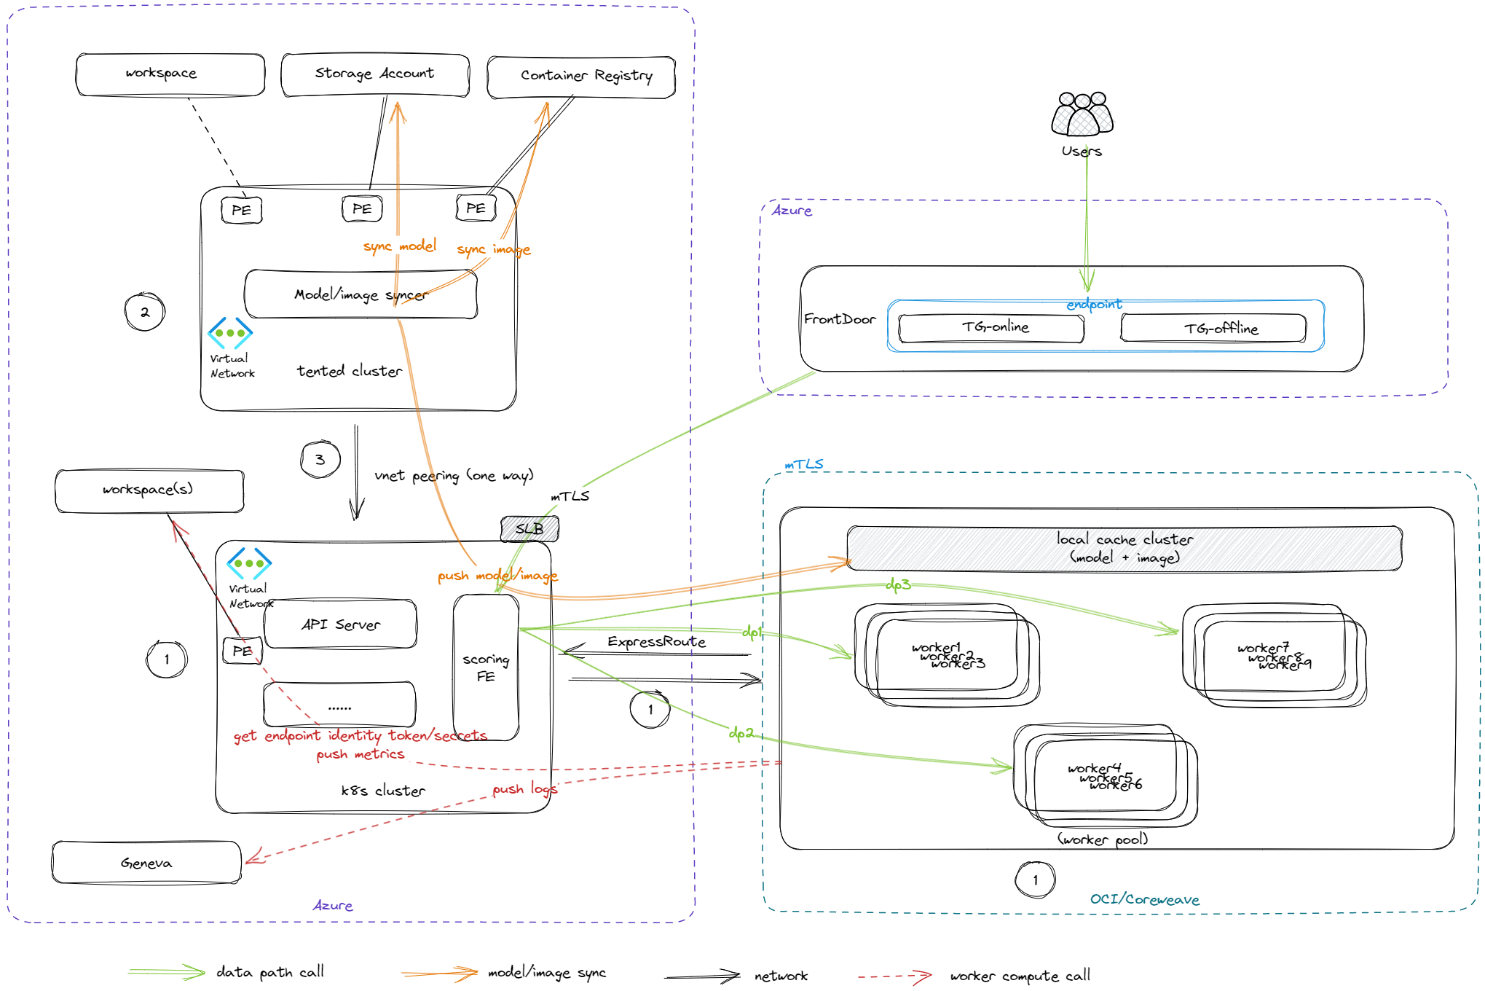 workspace
Storage Account
Container Registry
PE
PE
PE
sync model
sync image
Model/image syncer
2
Virtual
Network
tented cluster
Users
Azure
endpoint
FrontDoor
TG-online
TG-offline
3
vnet peering (one way)
workspace(s)
mTLS
SLB
push model/image
Virtual
Network
API Server
PE
1
scoring
FE
......
get endpoint identity token/secrets
push metrics
k8s cluster
push logs
Geneva
Azure
ExpressRoute
1
mTLS
local cache cluster
(model + image)
dp3
dp1
dp2
worker1
worker2
worker3
worker7
worker8
worker9
worker4
worker5
worker6
(worker pool)
1
OCI/Coreweave
data path call
model/image sync
network
worker compute call